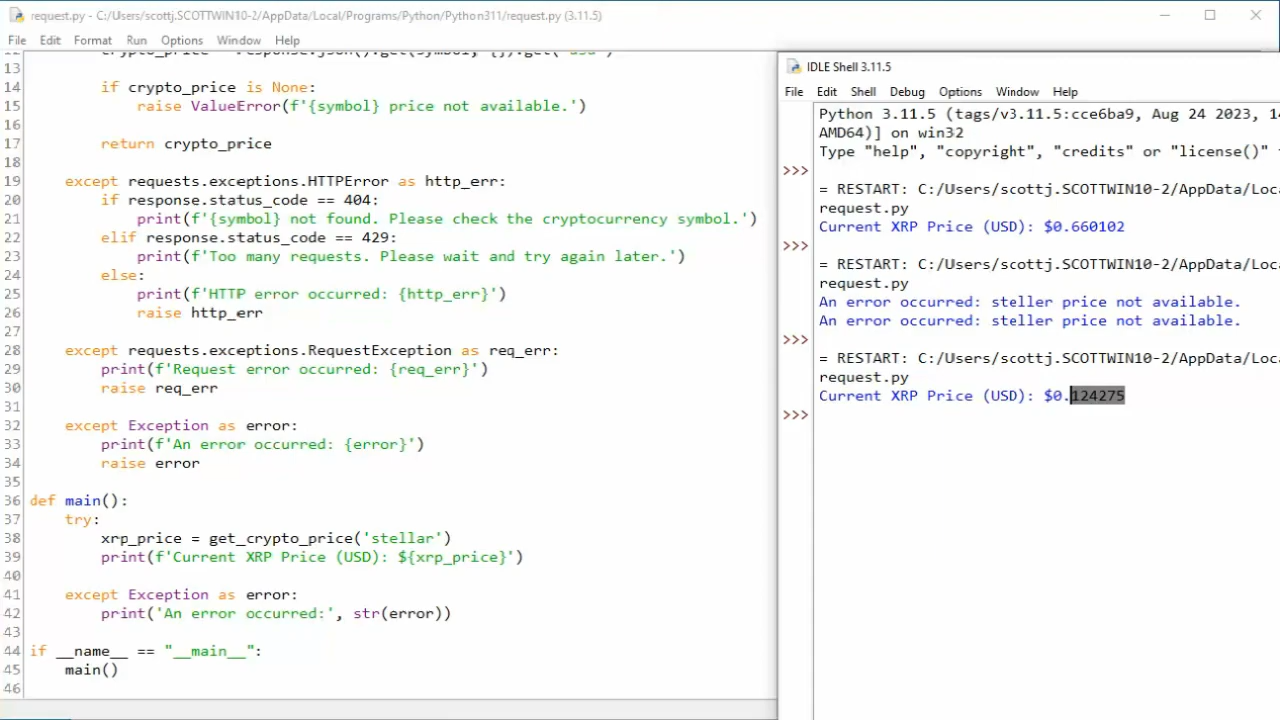 request.py - C:/Users/scottj.SCOTTWIN10-2/AppData/Local/Programs/Python/Python311/request.py (3.11.5)
File Edit Format Run Options Window Help
13
14 if crypto_price is None:
15 raise ValueError(f'{symbol} price not available.')
16
17 return crypto_price
18
19 except requests.exceptions.HTTPError as http_err:
20 if response.status_code == 404:
21 print(f'{symbol} not found. Please check the cryptocurrency symbol.')
22 elif response.status_code == 429:
23 print(f'Too many requests. Please wait and try again later.')
24 else:
25 print(f'HTTP error occurred: {http_err}')
26 raise http_err
27
28 except requests.exceptions.RequestException as req_err:
29 print(f'Request error occurred: {req_err}')
30 raise req_err
31
32 except Exception as error:
33 print(f'An error occurred: {error}')
34 raise error
35
36 def main():
37 try:
38 xrp_price = get_crypto_price('stellar')
39 print(f'Current XRP Price (USD): ${xrp_price}')
40
41 except Exception as error:
42 print('An error occurred:', str(error))
43
44 if __name__ == "__main__":
45 main()
46
IDLE Shell 3.11.5
File Edit Shell Debug Options Window Help
Python 3.11.5 (tags/v3.11.5:cce6ba9, Aug 24 2023,
AMD64)] on win32
Type "help", "copyright", "credits" or "license()"
>>>
= RESTART: C:/Users/scottj.SCOTTWIN10-2/AppData/Loca
request.py
Current XRP Price (USD): $0.660102
>>>
= RESTART: C:/Users/scottj.SCOTTWIN10-2/AppData/Loca
request.py
An error occurred: steller price not available.
An error occurred: steller price not available.
>>>
= RESTART: C:/Users/scottj.SCOTTWIN10-2/AppData/Loca
request.py
Current XRP Price (USD): $0.124275
>>>